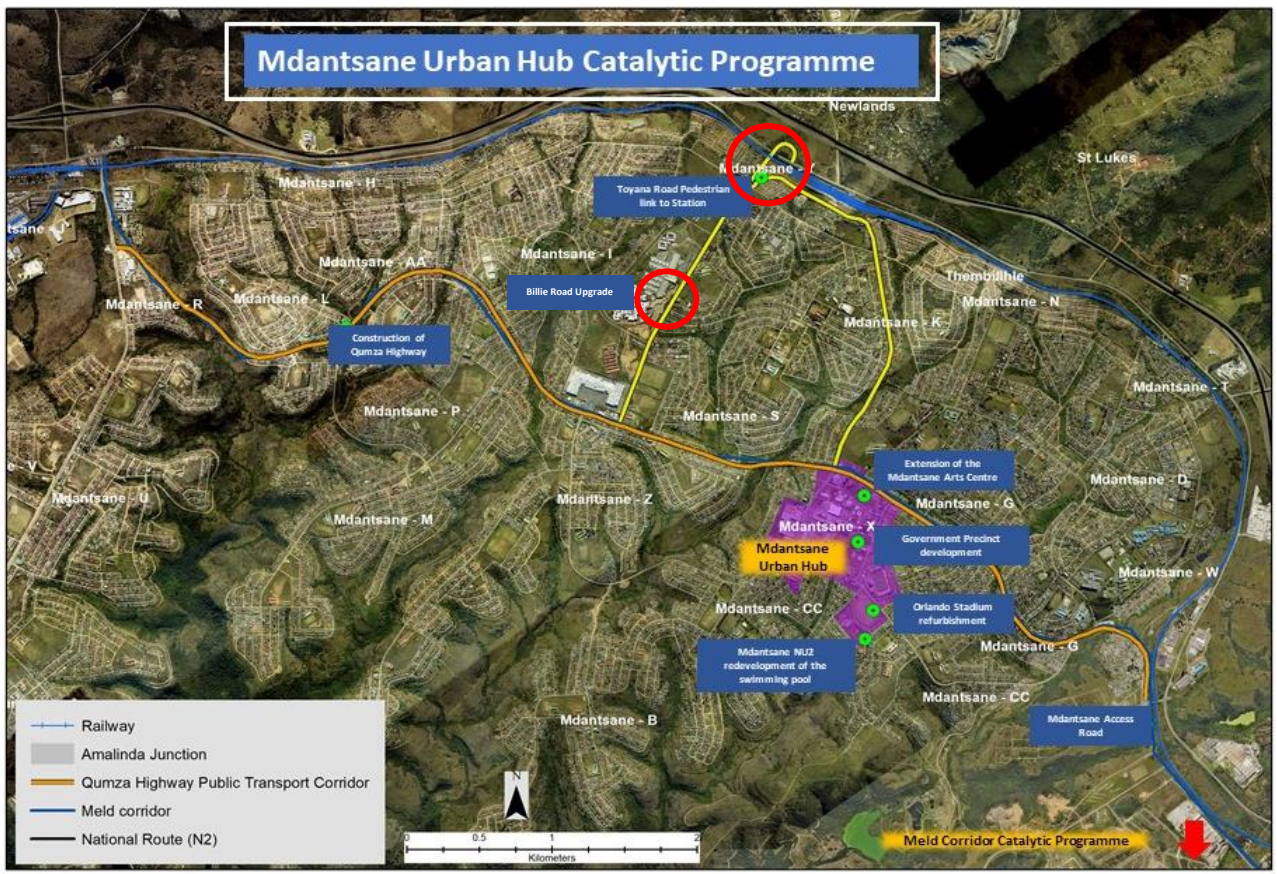 Mdantsane Urban Hub Catalytic Programme
Newlands
St Lukes
Mdantsane - H
Toyana Road Pedestrian
link to Station
Mdantsane - I
Mdantsane - AA
Thembilihle
Mdantsane - R
Mdantsane - L
Billie Road Upgrade
Mdantsane - N
Mdantsane - K
Construction of
Qumza Highway
Mdantsane - T
Mdantsane - P
Mdantsane - S
Extension of the
Mdantsane Arts Centre
Mdantsane - D
Mdantsane - U
Mdantsane - Z
Mdantsane - G
Mdantsane - M
Mdantsane - X
Government Precinct
development
Mdantsane
Urban Hub
Mdantsane - W
Mdantsane - CC
Orlando Stadium
refurbishment
Mdantsane - G
Mdantsane NU2
redevelopment of the
swimming pool
Mdantsane - CC
Mdantsane - B
Mdantsane Access
Road
Railway
Amalinda Junction
Qumza Highway Public Transport Corridor
Meld corridor
National Route (N2)
N
0 0.5 1 2
Kilometers
Meld Corridor Catalytic Programme